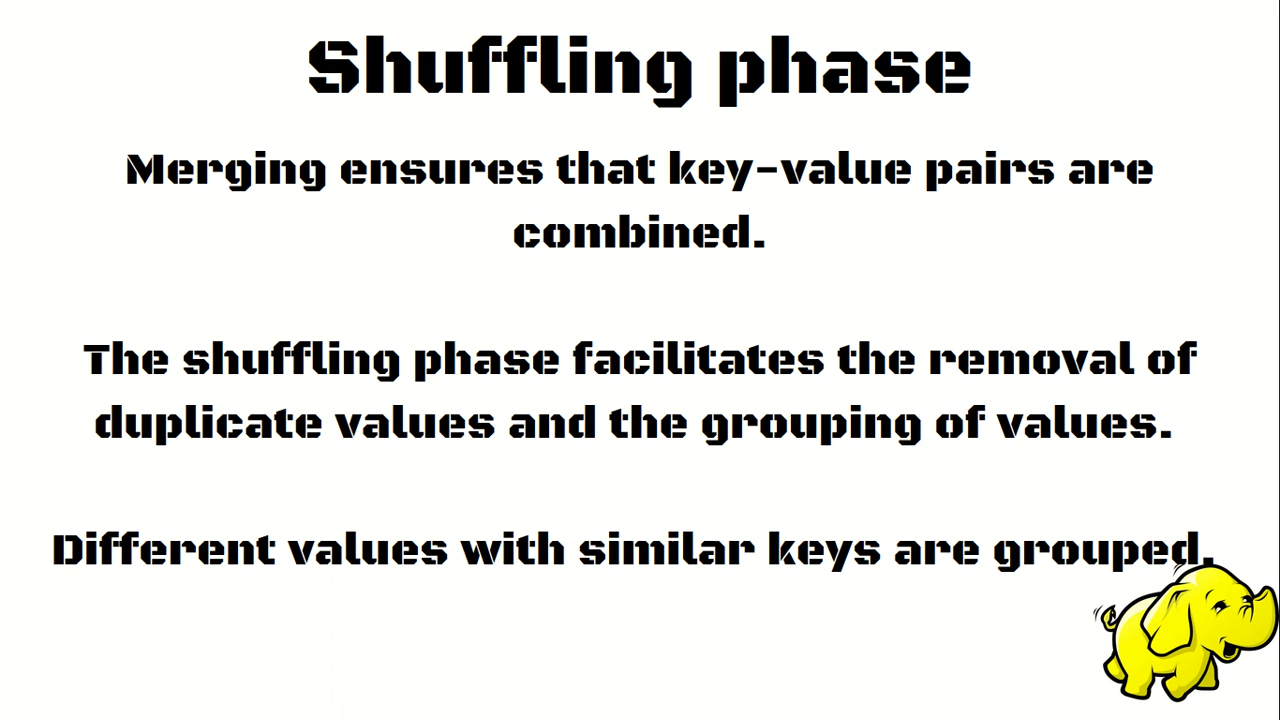 Shuffling phase
Merging ensures that key-value pairs are
combined.
The shuffling phase facilitates the removal of
duplicate values and the grouping of values.
Different values with similar keys are grouped.